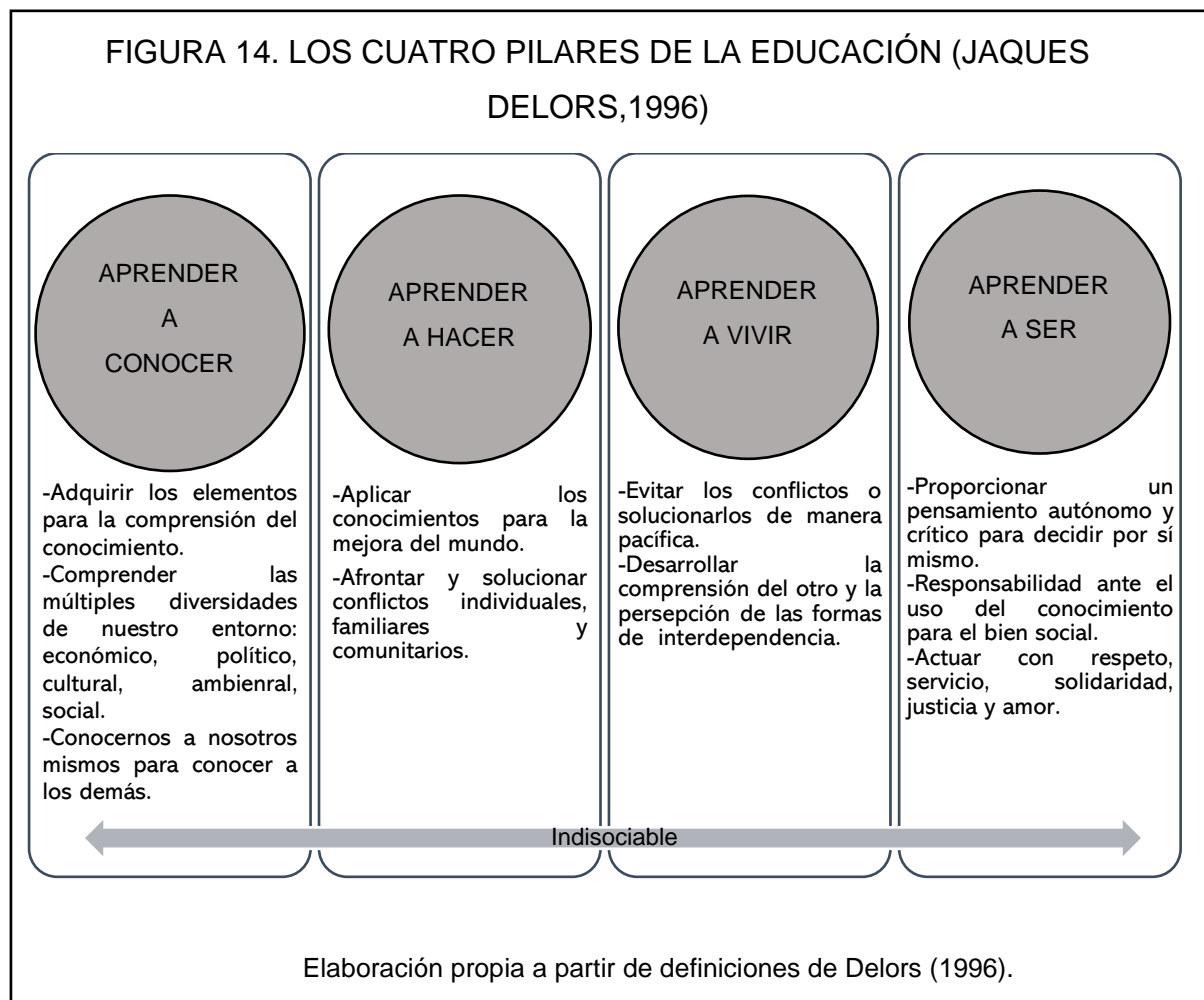 FIGURA 14. LOS CUATRO PILARES DE LA EDUCACIÓN (JAQUES
DELORS,1996)
APRENDER
A
CONOCER
-Adquirir los elementos
para la comprensión del
conocimiento.
-Comprender las
múltiples diversidades
de nuestro entorno:
económico, político,
cultural, ambienral,
social.
-Conocernos a nosotros
mismos para conocer a
los demás.
APRENDER
A HACER
-Aplicar los
conocimientos para la
mejora del mundo.
-Afrontar y solucionar
conflictos individuales,
familiares y
comunitarios.
APRENDER
A VIVIR
-Evitar los conflictos o
solucionarlos de manera
pacífica.
-Desarrollar la
comprensión del otro y la
persepción de las formas
de interdependencia.
APRENDER
A SER
-Proporcionar un
pensamiento autónomo y
crítico para decidir por sí
mismo.
-Responsabilidad ante el
uso del conocimiento
para el bien social.
-Actuar con respeto,
servicio, solidaridad,
justicia y amor.
Indisociable
Elaboración propia a partir de definiciones de Delors (1996).